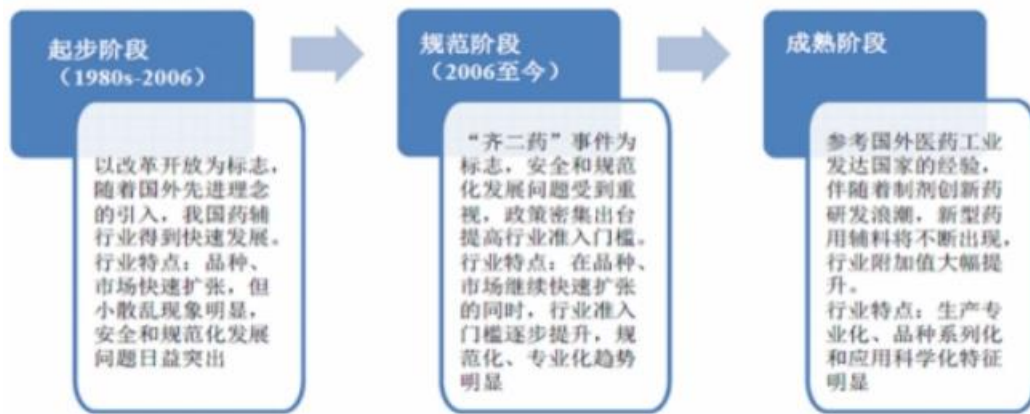 起步阶段
（1980s-2006）
以改革开放为标志，
随着国外先进理念
的引入，我国药辅
行业得到快速发展。
行业特点：品种、
市场快速扩张，但
小散乱现象明显，
安全和规范化发展
问题日益突出
规范阶段
（2006至今）
“齐二药”事件为
标志，安全和规范
化发展问题受到重
视，政策密集出台
提高行业准入门槛。
行业特点：在品种、
市场继续快速扩张
的同时，行业准入
门槛逐步提升，规
范化、专业化趋势
明显
成熟阶段
参考国外医药工业
发达国家的经验，
伴随着制剂创新药
研发浪潮，新型药
用辅料将不断出现，
行业附加值大幅提
升。
行业特点：生产专
业化、品种系列化
和应用科学化特征
明显